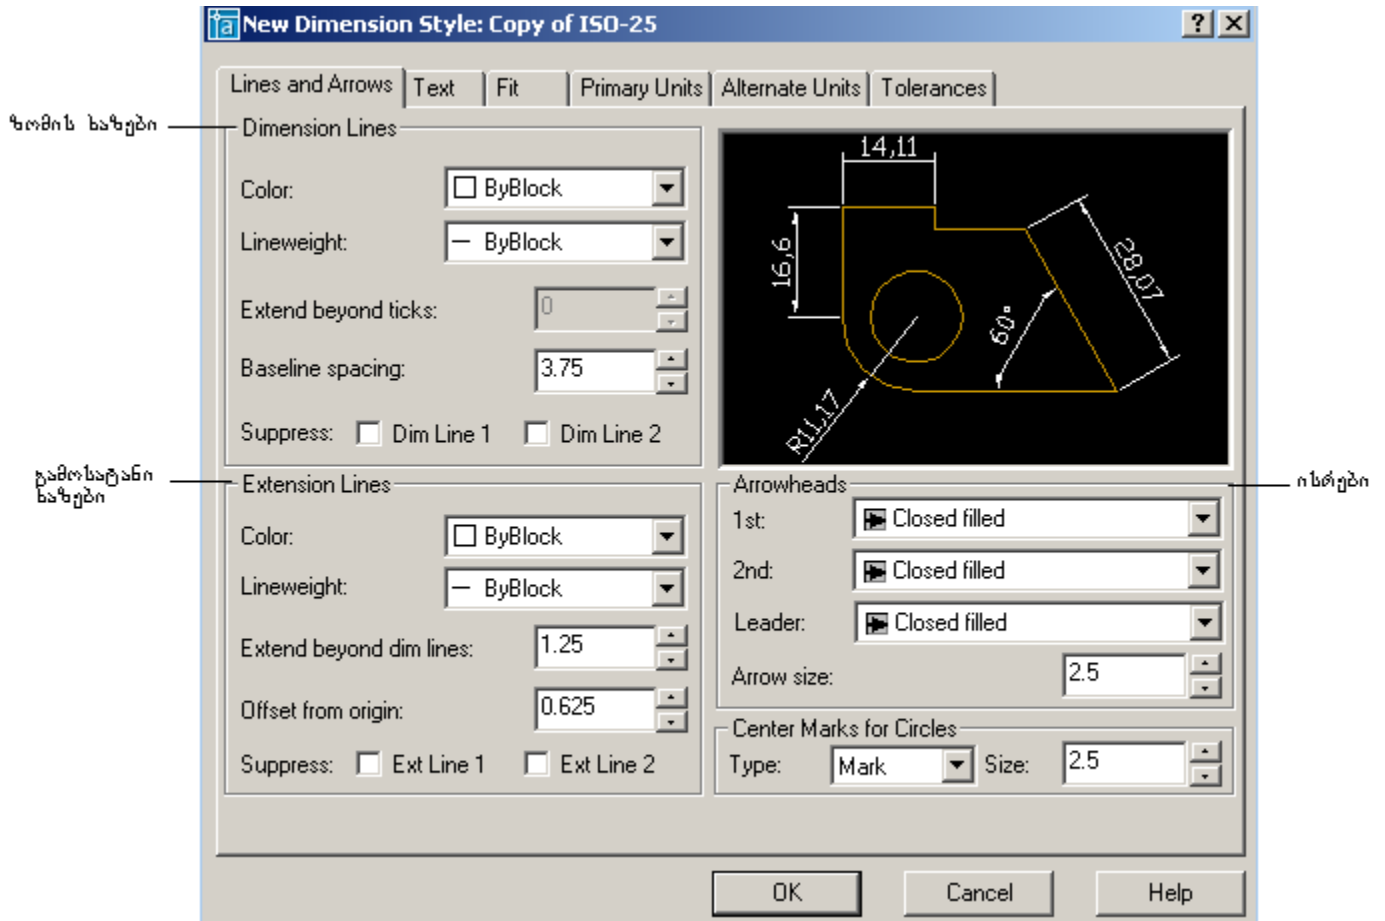 New Dimension Style: Copy of ISO-25
Lines and Arrows Text Fit Primary Units Alternate Units Tolerances
ზომის ხაზები
Dimension Lines
Color: ByBlock
Lineweight: ByBlock
Extend beyond ticks: 0
Baseline spacing: 3.75
Suppress: Dim Line 1 Dim Line 2
14,11
16,6
28,07
60°
R11,17
გამოსატანი
ხაზები
Extension Lines
Color: ByBlock
Lineweight: ByBlock
Extend beyond dim lines: 1.25
Offset from origin: 0.625
Suppress: Ext Line 1 Ext Line 2
ისრები
Arrowheads
1st: Closed filled
2nd: Closed filled
Leader: Closed filled
Arrow size: 2.5
Center Marks for Circles
Type: Mark Size: 2.5
OK Cancel Help